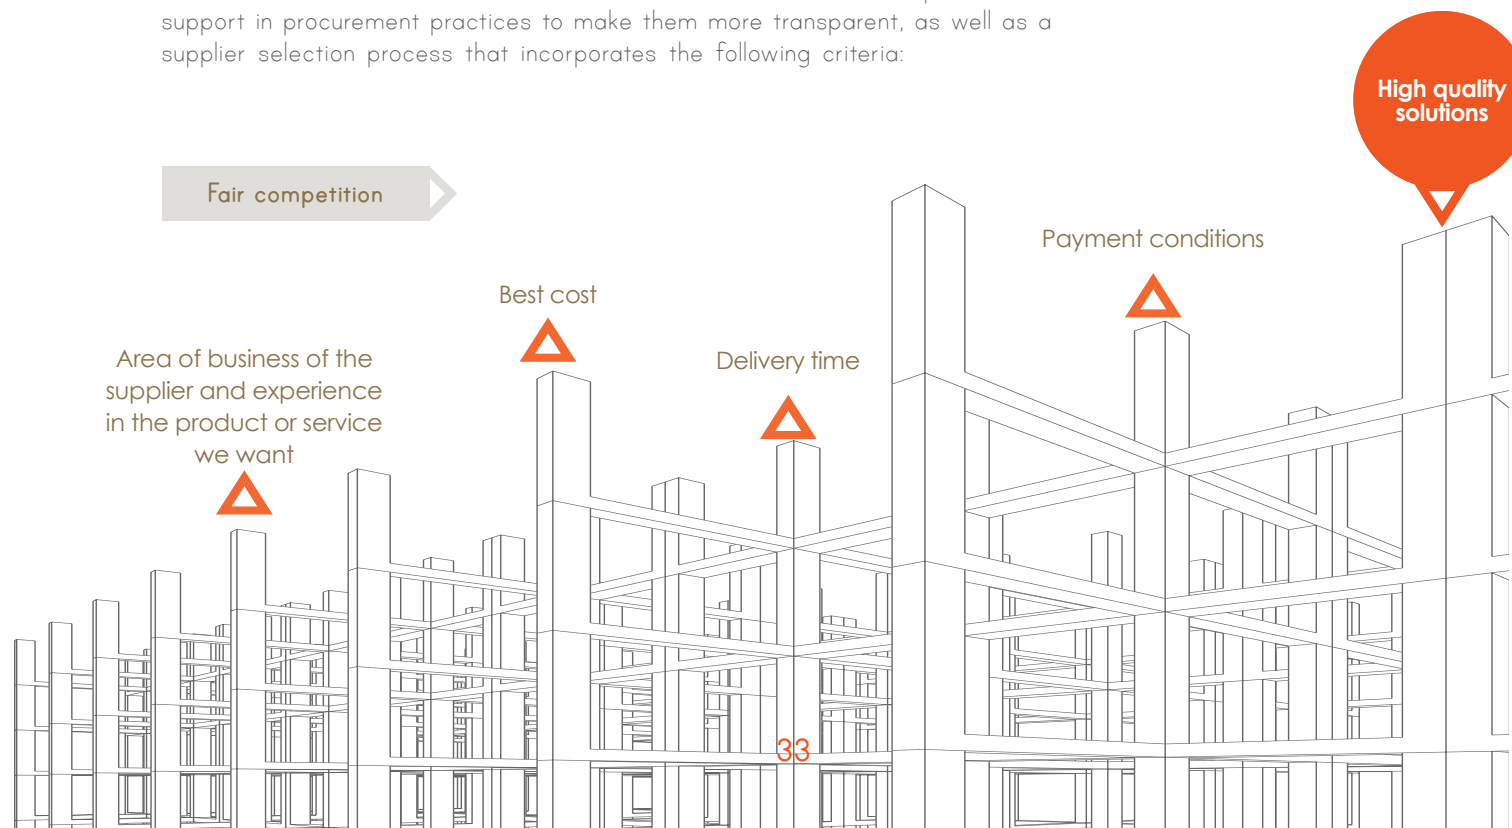 support in procurement practices to make them more transparent, as well as a
supplier selection process that incorporates the following criteria:
High quality
solutions
Fair competition
Payment conditions
Best cost
Area of business of the
supplier and experience
in the product or service
we want
Delivery time
33